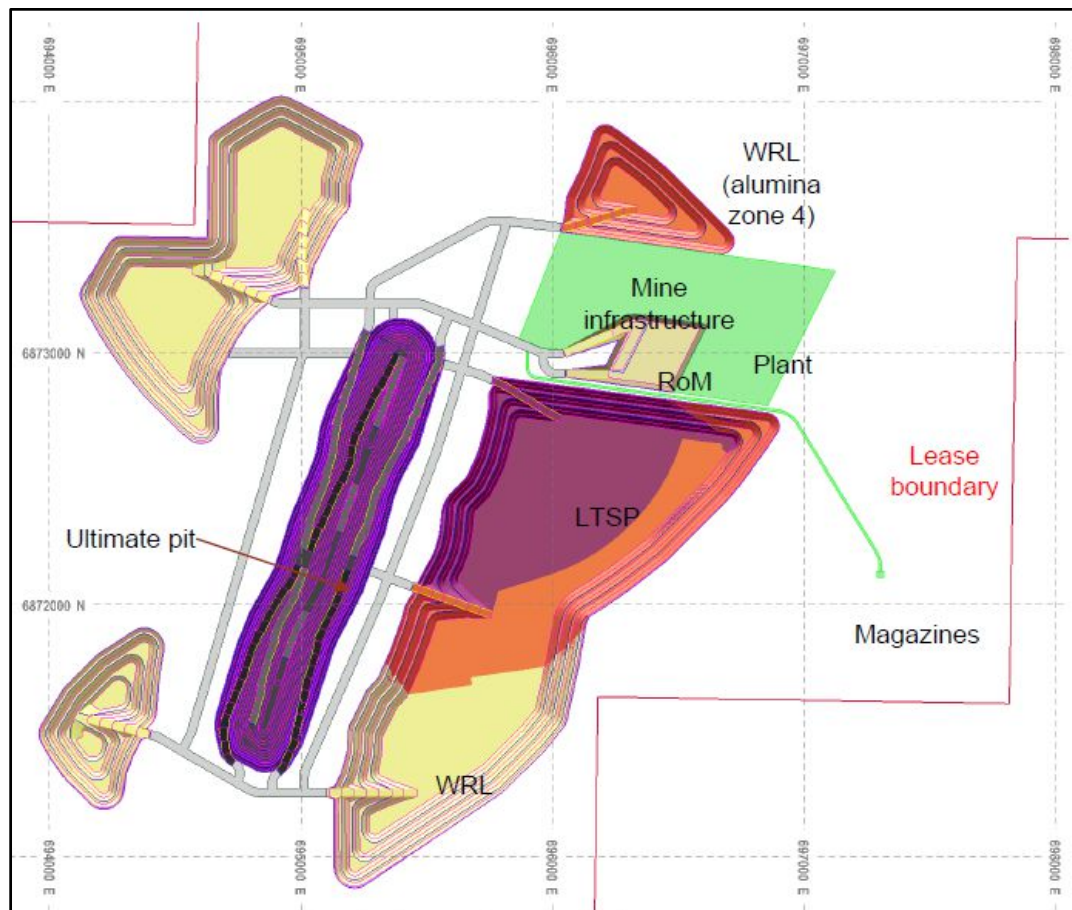 694000 E
695000 E
696000 E
697000 E
698000 E
WRL
(alumina
zone 4)
Mine
infrastructure
6873000 N
Plant
RoM
Lease
boundary
LTSP
Ultimate pit
6872000 N
Magazines
WRL
694000 E
695000 E
696000 E
697000 E
698000 E